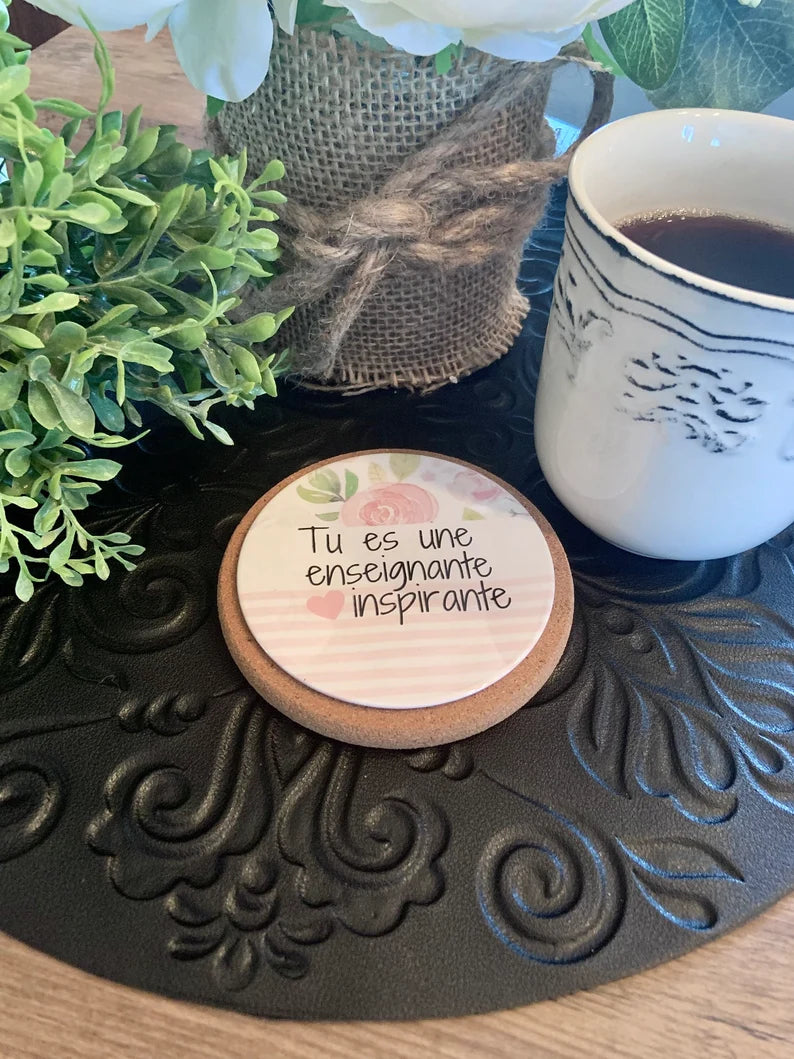 Tu es une
enseignante
inspirante